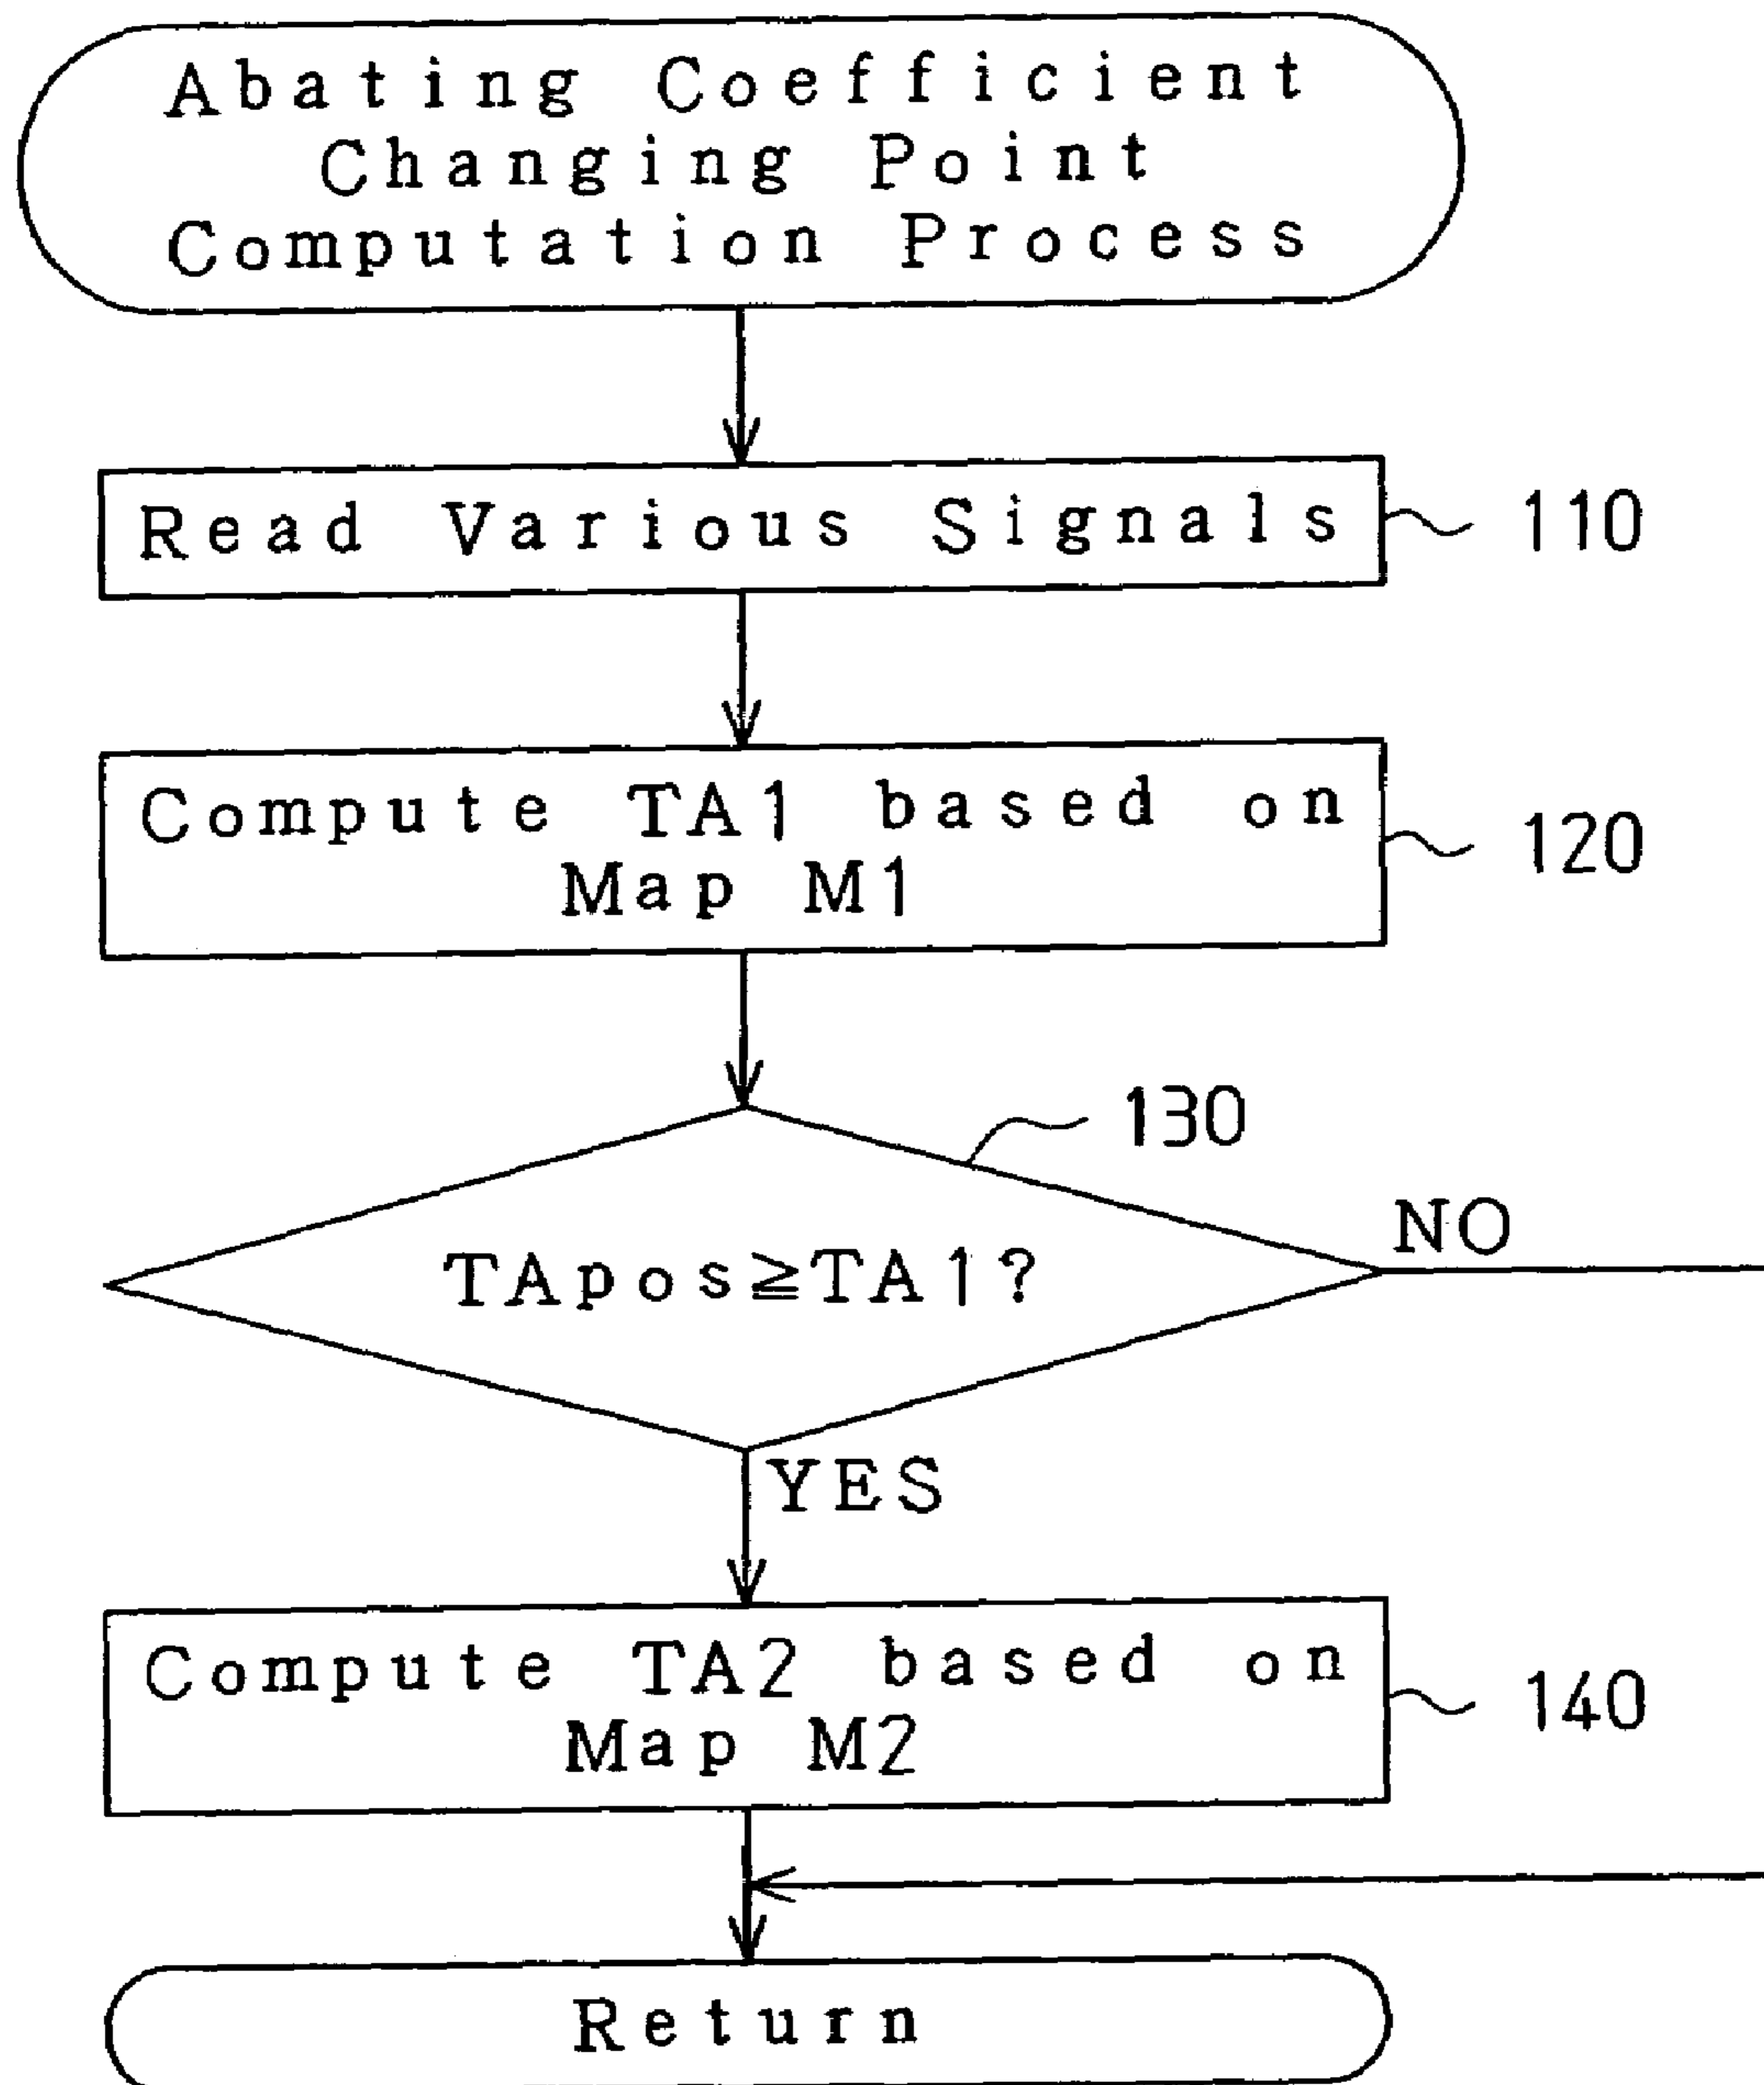 Abating Coefficient
Changing Point
Computation Process
Read Various Signals
110
Compute TA1 based on
Map M1
120
130
TApos≧TA1?
NO
YES
Compute TA2 based on
Map M2
140
Return